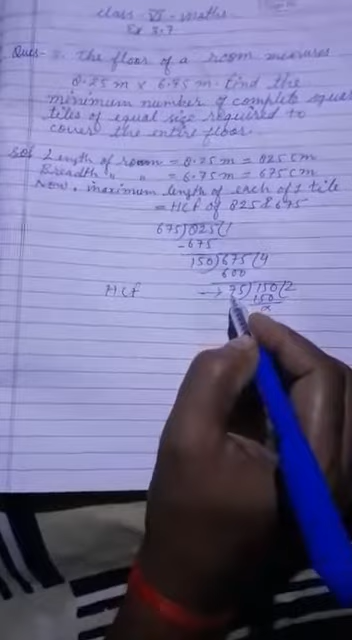 class - VI - maths
Ex 3.7
Ques- 2. The floor of a room measures
8.25 m x 6.75 m. find the
minimum number of complete square
tiles of equal size required to
cover the entire floor.
Sol Length of room = 8.25 m = 825 cm
Breadth " " = 6.75 m = 675 cm
Now, maximum length of each of 1 tile
= HCF of 825 & 675
675)825(1
-675
150)675(4
600
HCF → 75)150(2
150
x